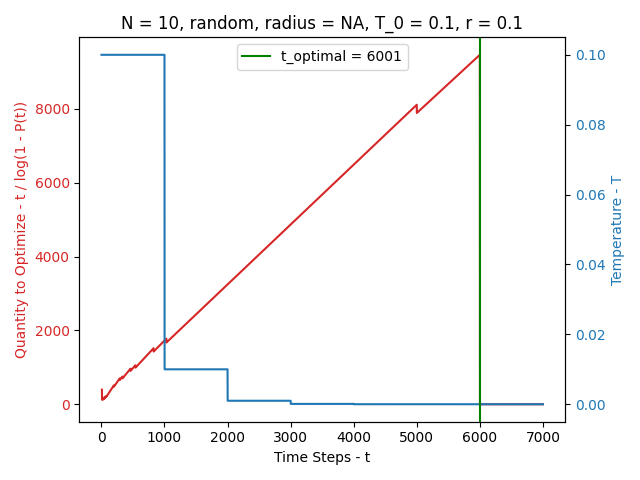 N = 10, random, radius = NA, T_0 = 0.1, r = 0.1
t_optimal = 6001
Quantity to Optimize - t / log(1 - P(t))
8000
6000
4000
2000
0
0.10
0.08
0.06
0.04
0.02
0.00
Temperature - T
0 1000 2000 3000 4000 5000 6000 7000
Time Steps - t